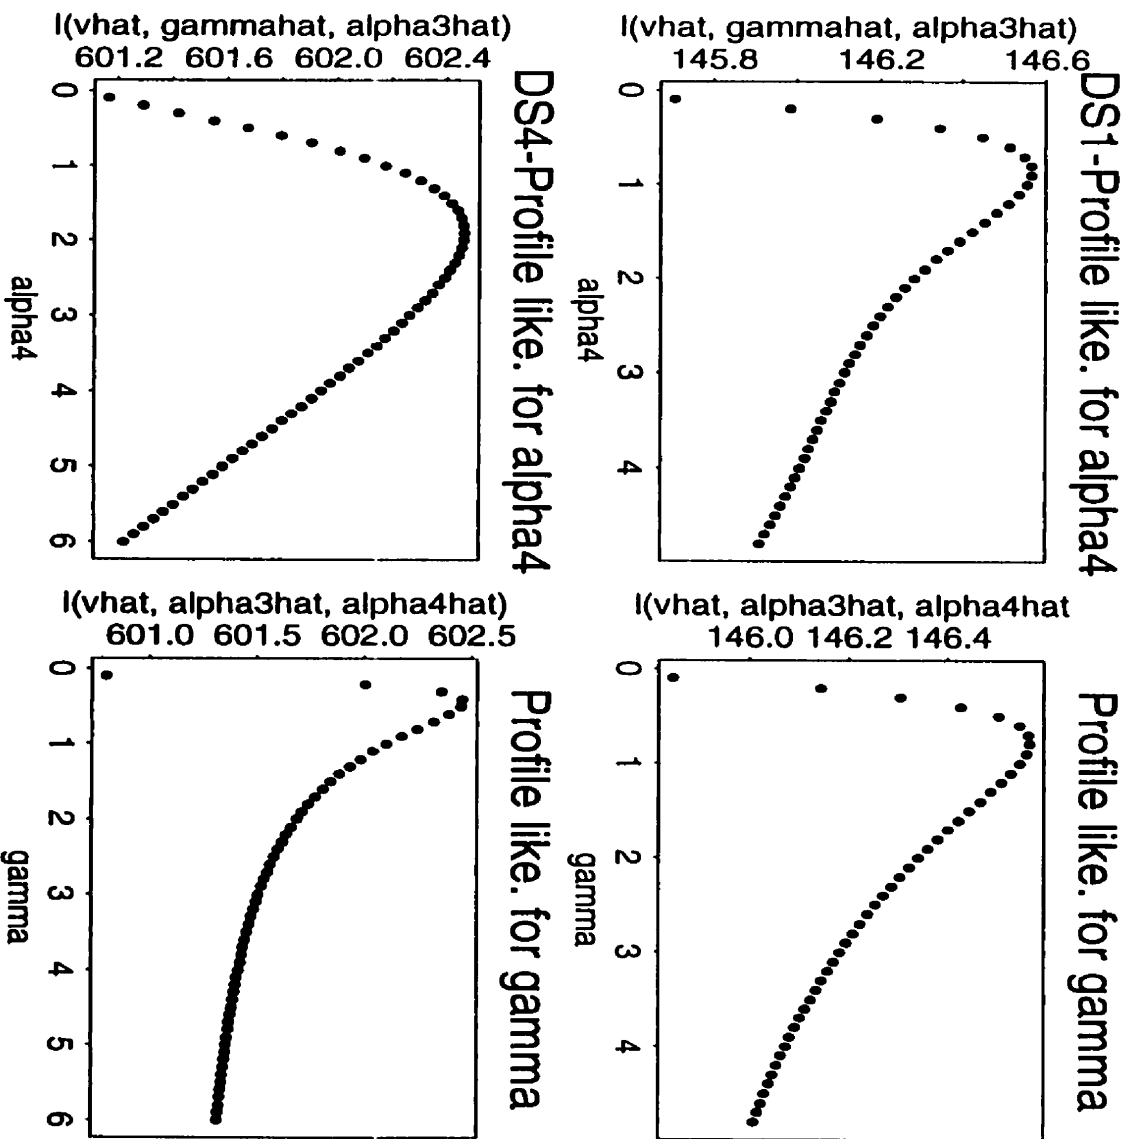 DS1-Profile like. for alpha4
l(vhat, gammahat, alpha3hat)
145.8 146.2 146.6
0 1 2 3 4
alpha4
Profile like. for gamma
l(vhat, alpha3hat, alpha4hat
146.0 146.2 146.4
0 1 2 3 4
gamma
DS4-Profile like. for alpha4
l(vhat, gammahat, alpha3hat)
601.2 601.6 602.0 602.4
0 1 2 3 4 5 6
alpha4
Profile like. for gamma
l(vhat, alpha3hat, alpha4hat)
601.0 601.5 602.0 602.5
0 1 2 3 4 5 6
gamma